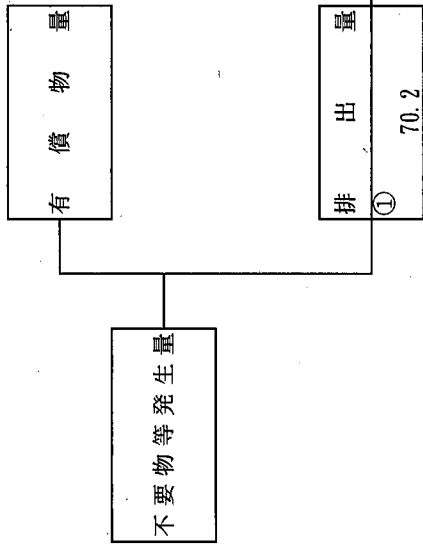 不要物等発生量
有償物量
排出量
①
70.2